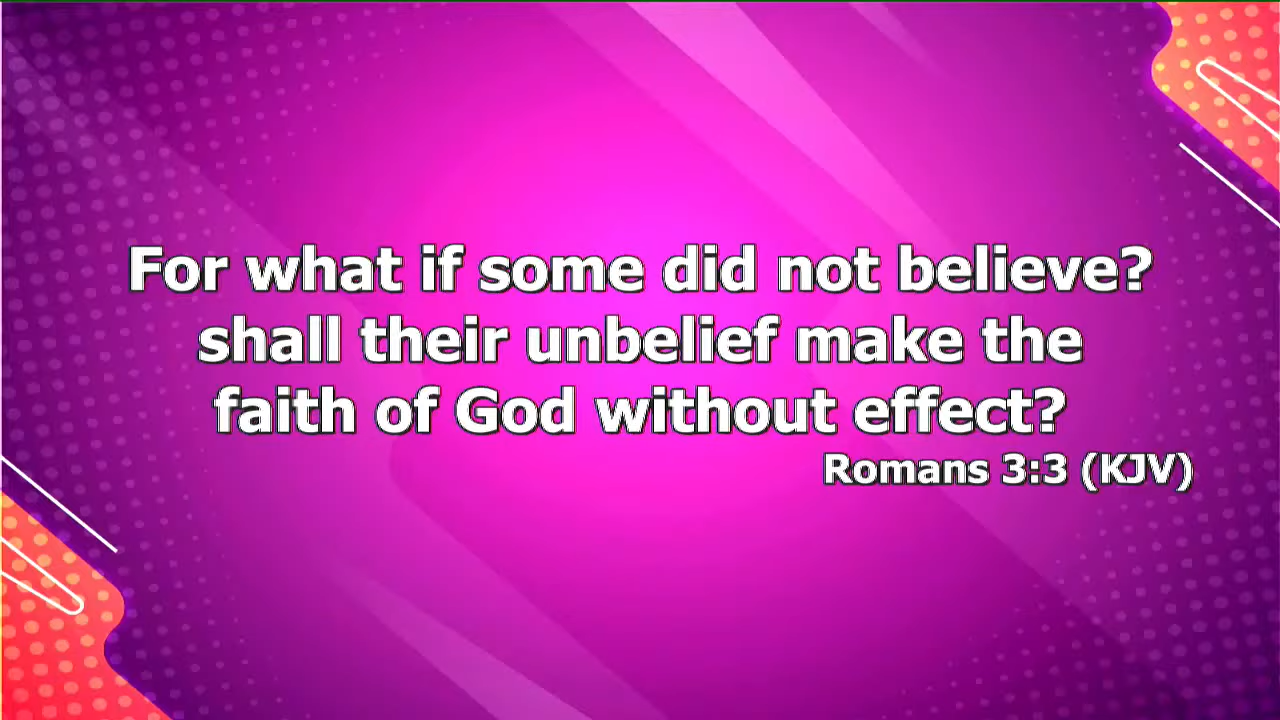 For what if some did not believe?
shall their unbelief make the
faith of God without effect?
Romans 3:3 (KJV)